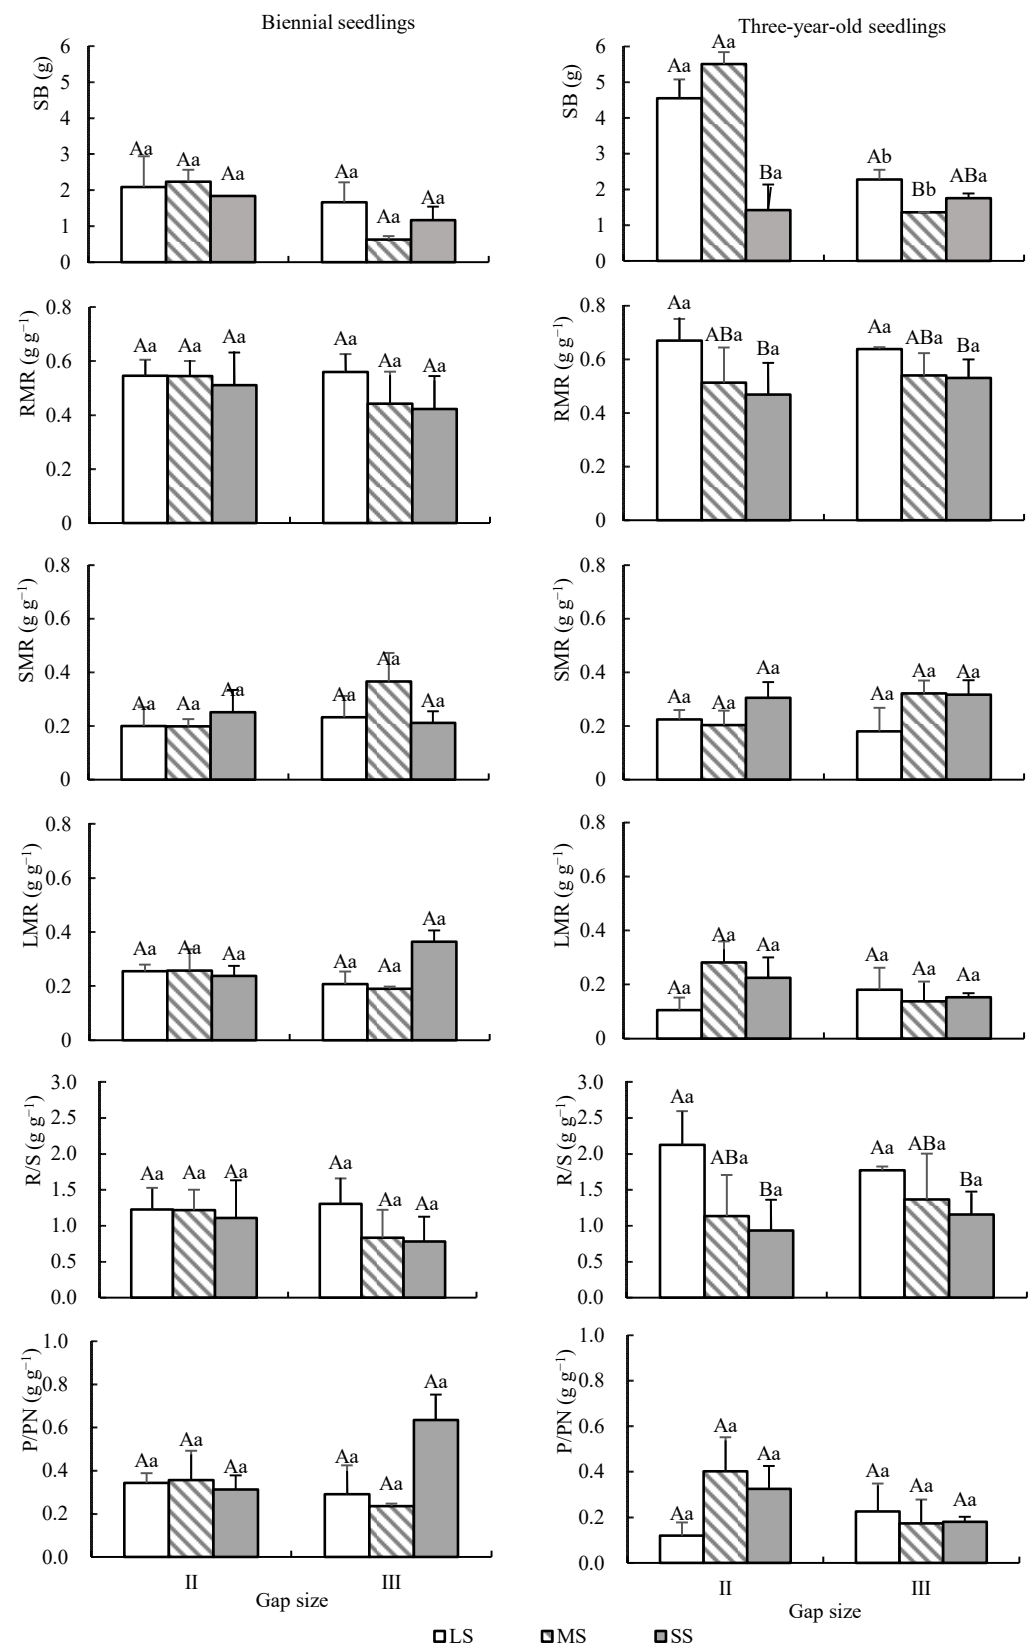 Biennial seedlings
Three-year-old seedlings
SB (g)
6
5
4
3
2
1
0
Aa Aa Aa Aa Aa Aa
SB (g)
6
5
4
3
2
1
0
Aa Aa Ba Ab Bb ABa
RMR (g g⁻¹)
0.8
0.6
0.4
0.2
0
Aa Aa Aa Aa Aa Aa
RMR (g g⁻¹)
0.8
0.6
0.4
0.2
0
Aa ABa Ba Aa ABa Ba
SMR (g g⁻¹)
0.8
0.6
0.4
0.2
0
Aa Aa Aa Aa Aa Aa
SMR (g g⁻¹)
0.8
0.6
0.4
0.2
0
Aa Aa Aa Aa Aa Aa
LMR (g g⁻¹)
0.8
0.6
0.4
0.2
0
Aa Aa Aa Aa Aa Aa
LMR (g g⁻¹)
0.8
0.6
0.4
0.2
0
Aa Aa Aa Aa Aa Aa
R/S (g g⁻¹)
3.0
2.5
2.0
1.5
1.0
0.5
0.0
Aa Aa Aa Aa Aa Aa
R/S (g g⁻¹)
3.0
2.5
2.0
1.5
1.0
0.5
0.0
Aa ABa Ba Aa ABa Ba
P/PN (g g⁻¹)
1.0
0.8
0.6
0.4
0.2
0.0
Aa Aa Aa Aa Aa Aa
II III
Gap size
P/PN (g g⁻¹)
1.0
0.8
0.6
0.4
0.2
0.0
Aa Aa Aa Aa Aa Aa
II III
Gap size
LS MS SS